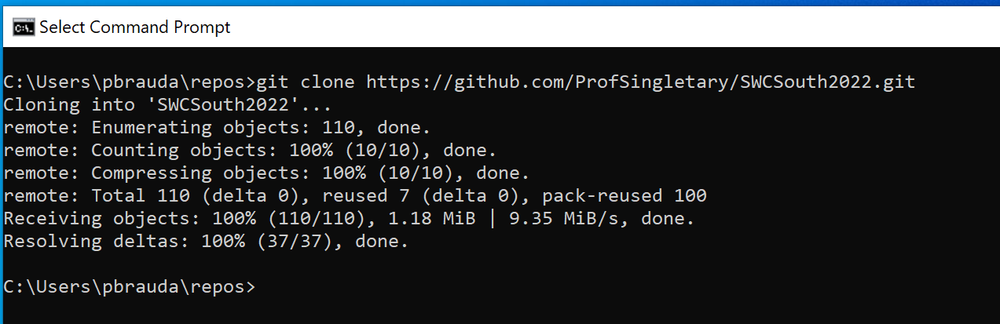 Select Command Prompt
C:\Users\pbrauda\repos>git clone https://github.com/ProfSingletary/SWCSouth2022.git
Cloning into 'SWCSouth2022'...
remote: Enumerating objects: 110, done.
remote: Counting objects: 100% (10/10), done.
remote: Compressing objects: 100% (10/10), done.
remote: Total 110 (delta 0), reused 7 (delta 0), pack-reused 100
Receiving objects: 100% (110/110), 1.18 MiB | 9.35 MiB/s, done.
Resolving deltas: 100% (37/37), done.
C:\Users\pbrauda\repos>